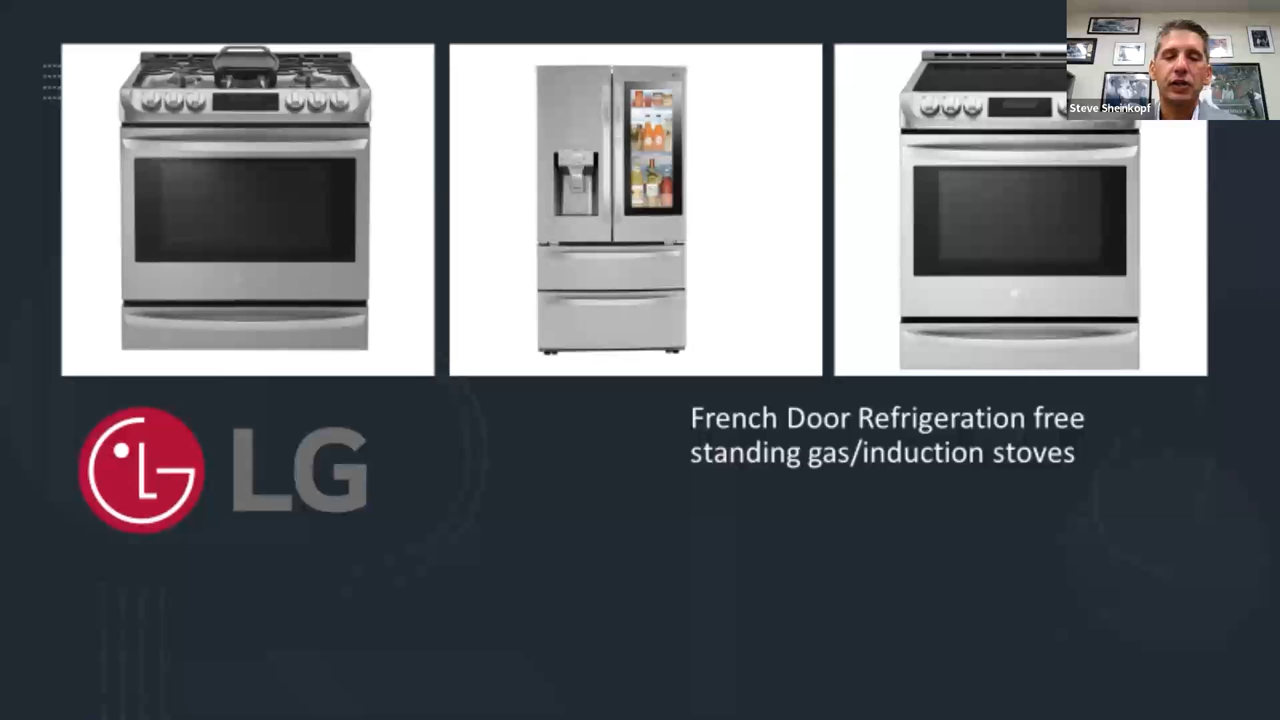 Steve Sheinkopf
French Door Refrigeration free
standing gas/induction stoves
LG